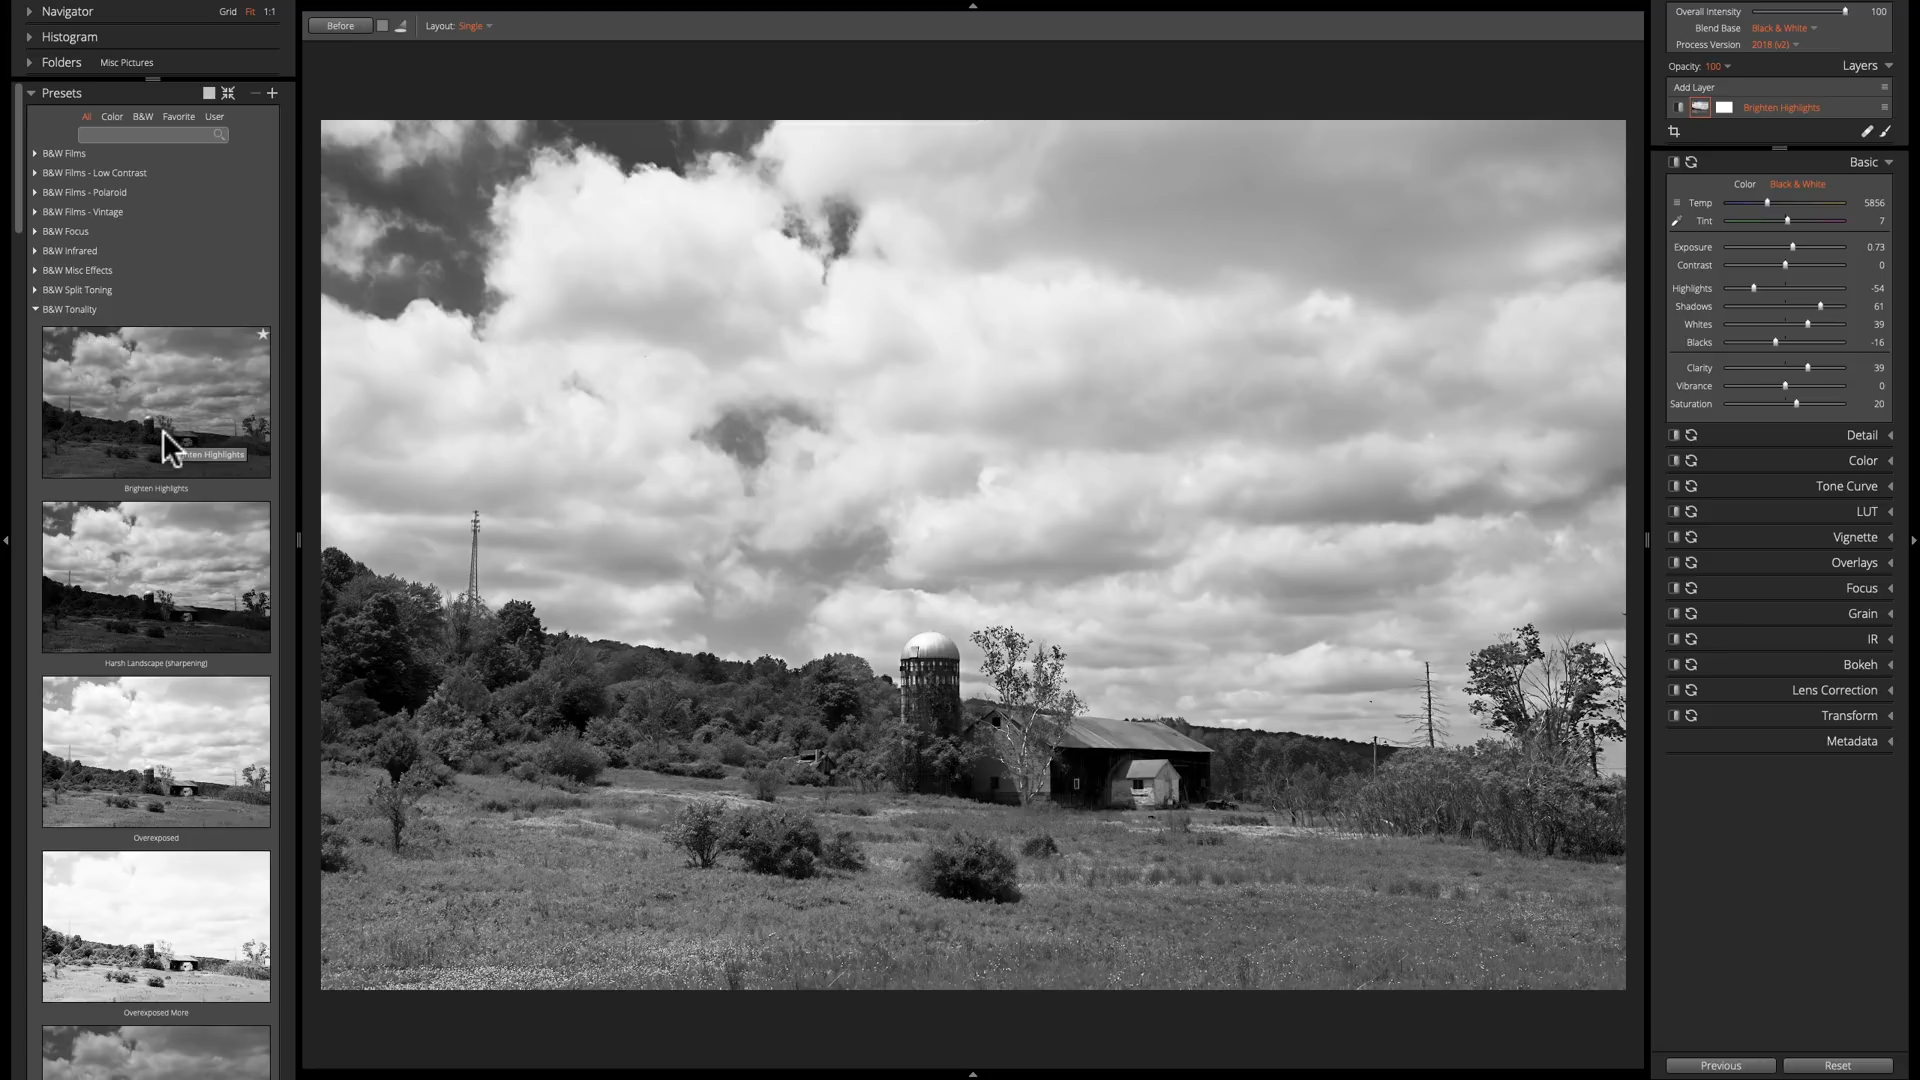 Navigator
Grid Fit 1:1
Histogram
Folders Misc Pictures
Presets
All Color B&W Favorite User
B&W Films
B&W Films - Low Contrast
B&W Films - Polaroid
B&W Films - Vintage
B&W Focus
B&W Infrared
B&W Misc Effects
B&W Split Toning
B&W Tonality
hten Highlights
Brighten Highlights
Harsh Landscape (sharpening)
Overexposed
Overexposed More
Before
Layout: Single
Overall Intensity 100
Blend Base Black & White
Process Version 2018 (v2)
Opacity: 100 Layers
Add Layer
Brighten Highlights
Basic
Color Black & White
Temp 5856
Tint 7
Exposure 0.73
Contrast 0
Highlights -54
Shadows 61
Whites 39
Blacks -16
Clarity 39
Vibrance 0
Saturation 20
Detail
Color
Tone Curve
LUT
Vignette
Overlays
Focus
Grain
IR
Bokeh
Lens Correction
Transform
Metadata
Previous Reset